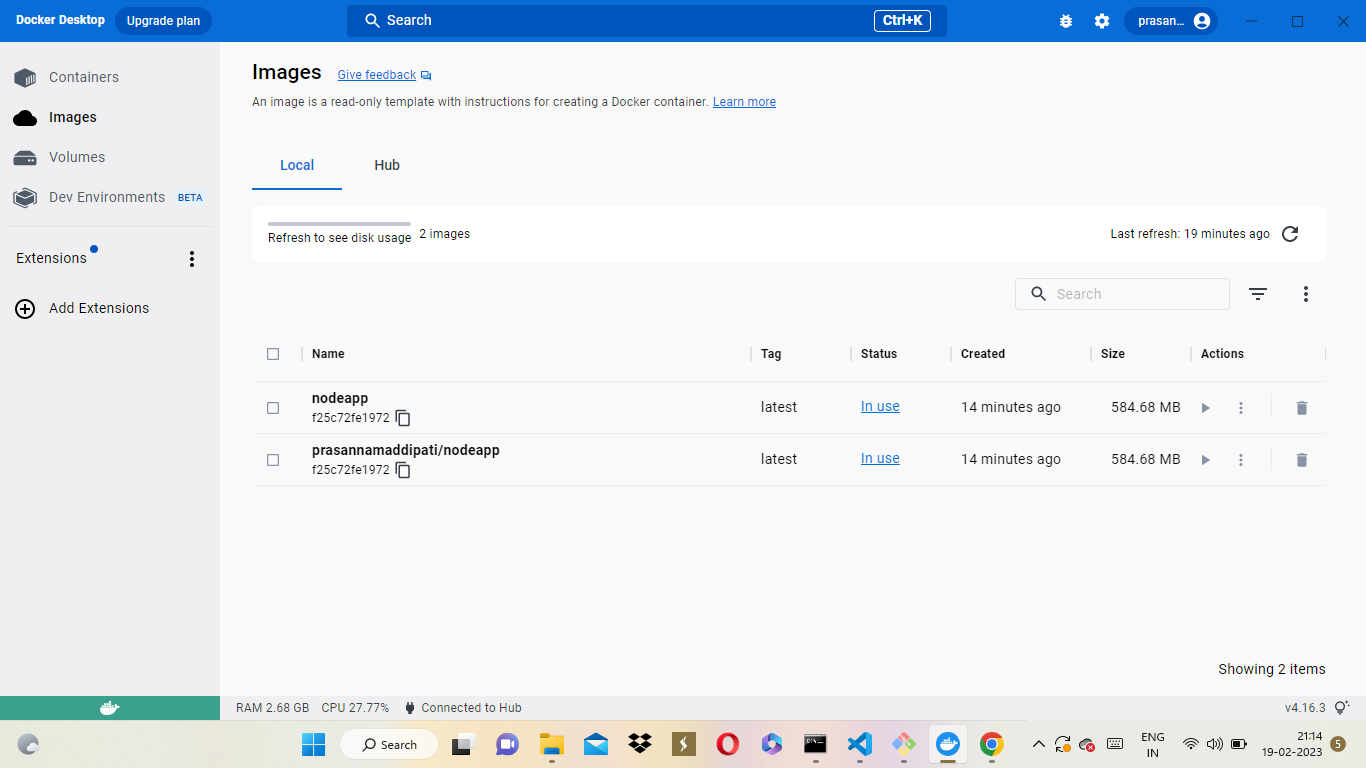 Docker Desktop Upgrade plan Search Ctrl+K prasan...
Containers
Images
Volumes
Dev Environments BETA
Extensions
Add Extensions
Images Give feedback
An image is a read-only template with instructions for creating a Docker container. Learn more
Local Hub
Refresh to see disk usage 2 images Last refresh: 19 minutes ago
Search
Name Tag Status Created Size Actions
nodeapp
f25c72fe1972 latest In use 14 minutes ago 584.68 MB
prasannamaddipati/nodeapp
f25c72fe1972 latest In use 14 minutes ago 584.68 MB
Showing 2 items
RAM 2.68 GB CPU 27.77% Connected to Hub v4.16.3
Search
ENG
IN
21:14
19-02-2023
5